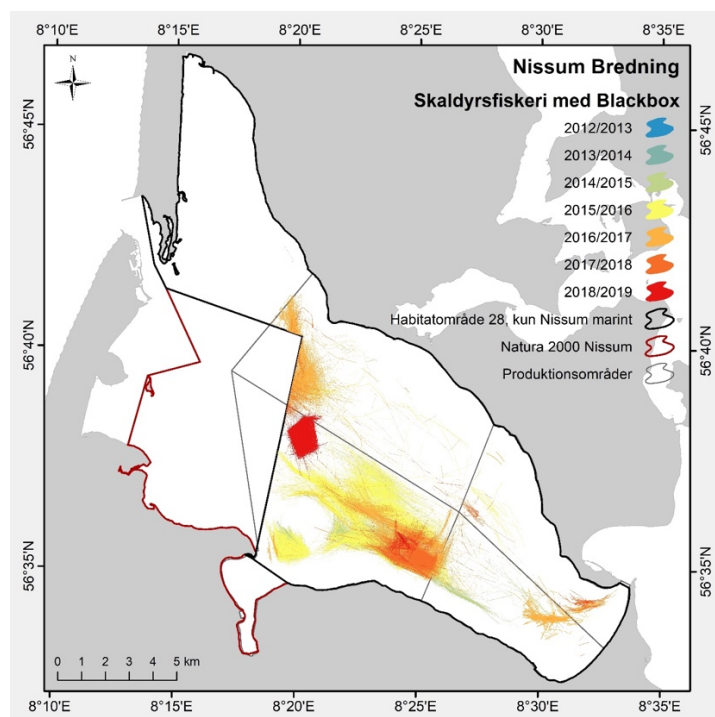 8°10'E 8°15'E 8°20'E 8°25'E 8°30'E 8°35'E
N
Nissum Bredning
Skaldyrsfiskeri med Blackbox
2012/2013
2013/2014
2014/2015
2015/2016
2016/2017
2017/2018
2018/2019
Habitatområde 28, kun Nissum marint
Natura 2000 Nissum
Produktionsområder
56°45'N 56°45'N
56°40'N 56°40'N
56°35'N 56°35'N
0 1 2 3 4 5 km
8°10'E 8°15'E 8°20'E 8°25'E 8°30'E 8°35'E